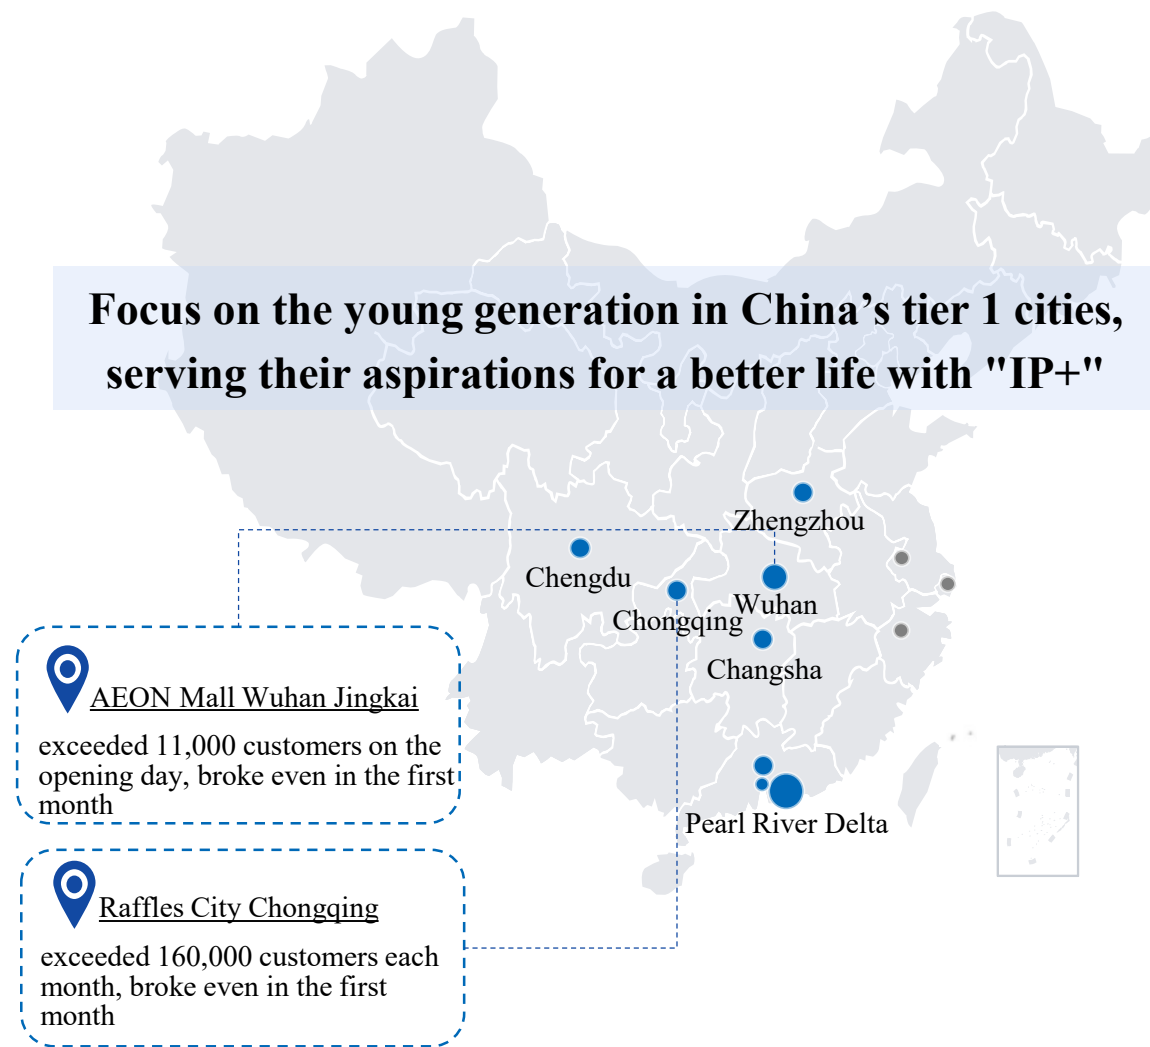 Focus on the young generation in China’s tier 1 cities,
serving their aspirations for a better life with "IP+"
Zhengzhou
Chengdu
Wuhan
Chongqing
Changsha
Pearl River Delta
AEON Mall Wuhan Jingkai
exceeded 11,000 customers on the
opening day, broke even in the first
month
Raffles City Chongqing
exceeded 160,000 customers each
month, broke even in the first
month